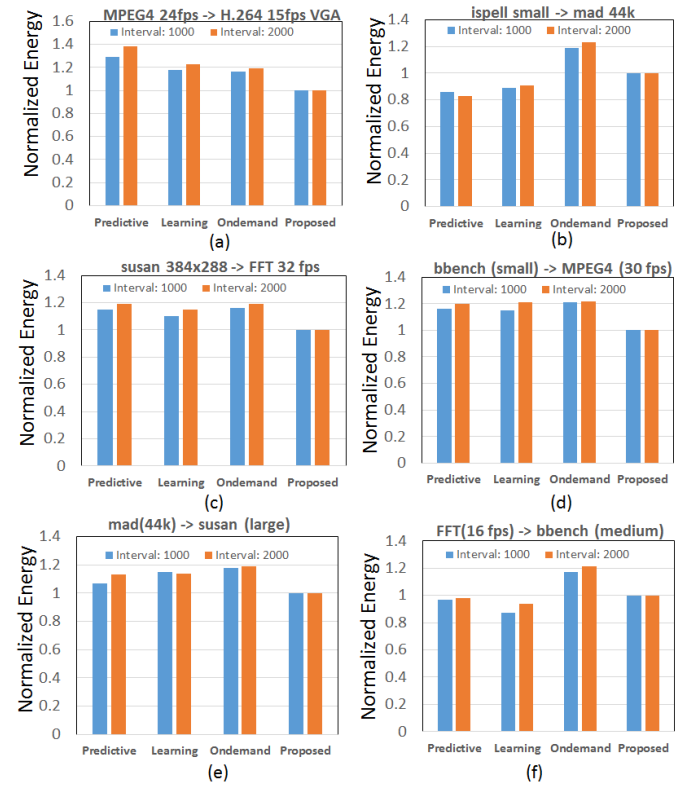 MPEG4 24fps -> H.264 15fps VGA
Interval: 1000 Interval: 2000
Normalized Energy
1.6
1.4
1.2
1
0.8
0.6
0.4
0.2
0
Predictive Learning Ondemand Proposed
(a)
ispell small -> mad 44k
Interval: 1000 Interval: 2000
Normalized Energy
1.4
1.2
1
0.8
0.6
0.4
0.2
0
Predictive Learning Ondemand Proposed
(b)
susan 384x288 -> FFT 32 fps
Interval: 1000 Interval: 2000
Normalized Energy
1.4
1.2
1
0.8
0.6
0.4
0.2
0
Predictive Learning Ondemand Proposed
(c)
bbench (small) -> MPEG4 (30 fps)
Interval: 1000 Interval: 2000
Normalized Energy
1.4
1.2
1
0.8
0.6
0.4
0.2
0
Predictive Learning Ondemand Proposed
(d)
mad(44k) -> susan (large)
Interval: 1000 Interval: 2000
Normalized Energy
1.4
1.2
1
0.8
0.6
0.4
0.2
0
Predictive Learning Ondemand Proposed
(e)
FFT(16 fps) -> bbench (medium)
Interval: 1000 Interval: 2000
Normalized Energy
1.4
1.2
1
0.8
0.6
0.4
0.2
0
Predictive Learning Ondemand Proposed
(f)